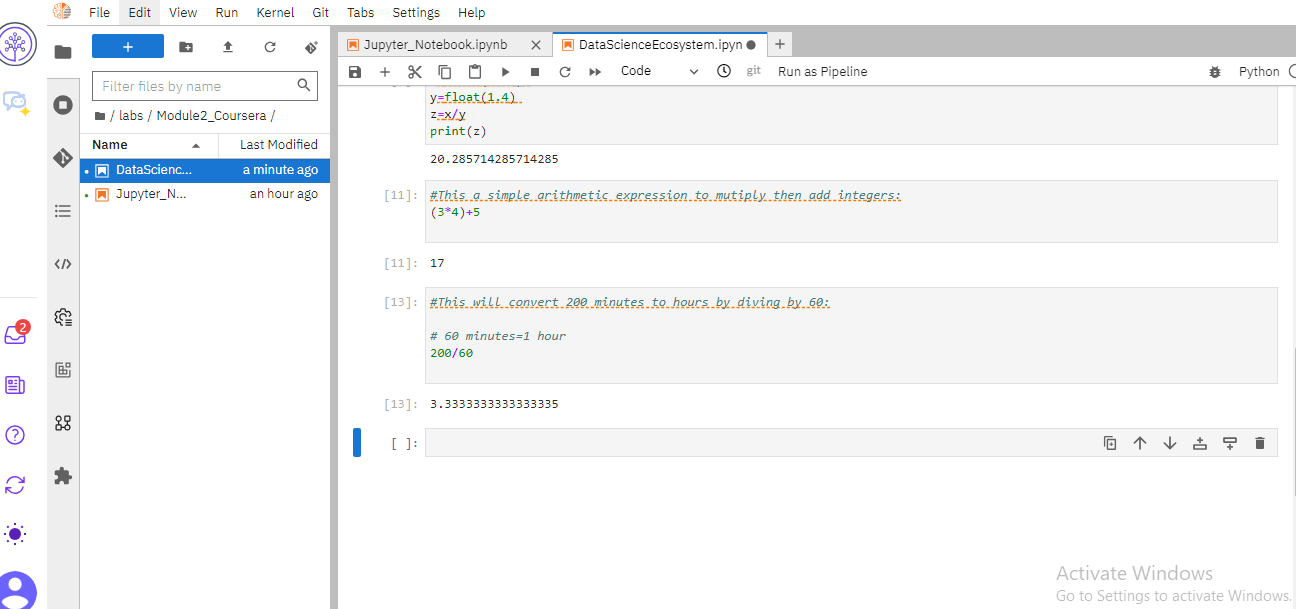 File Edit View Run Kernel Git Tabs Settings Help
+
Jupyter_Notebook.ipynb DataScienceEcosystem.ipyn +
Code git Run as Pipeline Python
Filter files by name
/ labs / Module2_Coursera /
Name Last Modified
DataScienc... a minute ago
Jupyter_N... an hour ago
2
y=float(1.4)
z=x/y
print(z)
20.285714285714285
[11]: #This a simple arithmetic expression to mutiply then add integers:
(3*4)+5
[11]: 17
[13]: #This will convert 200 minutes to hours by diving by 60:
# 60 minutes=1 hour
200/60
[13]: 3.3333333333333335
[ ]:
Activate Windows
Go to Settings to activate Windows.